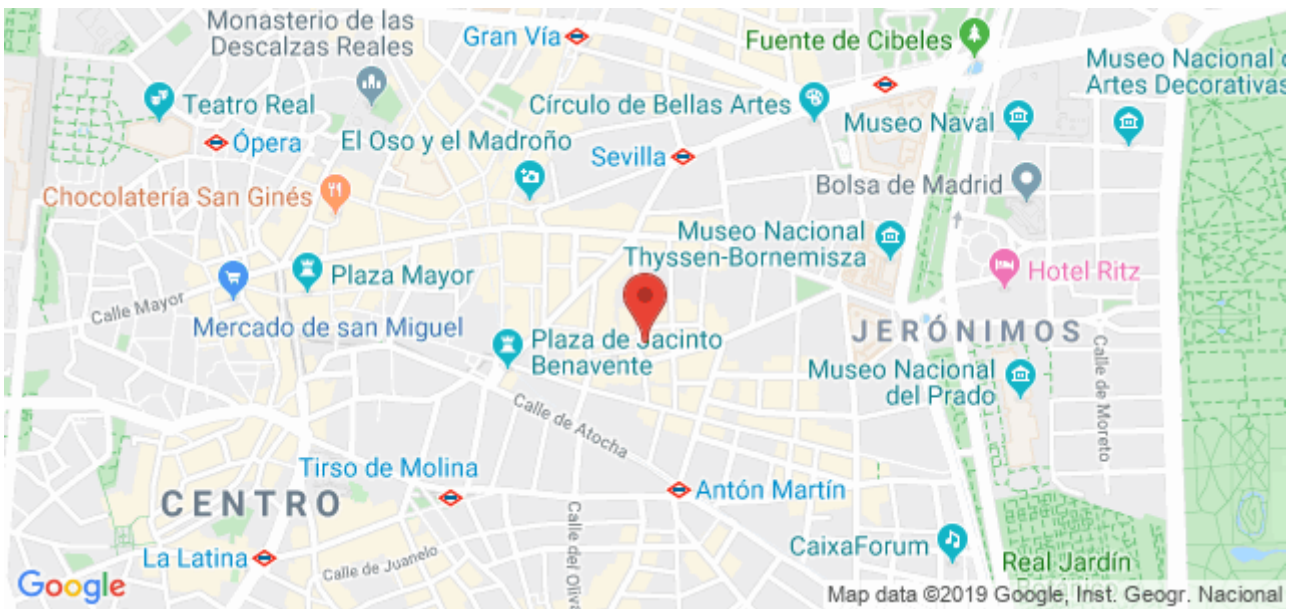 Monasterio de las
Descalzas Reales
Gran Vía
Fuente de Cibeles
Museo Nacional
Artes Decorativas
Teatro Real
Círculo de Bellas Artes
Museo Naval
Ópera
El Oso y el Madroño
Sevilla
Chocolatería San Ginés
Bolsa de Madrid
Museo Nacional
Thyssen-Bornemisza
Plaza Mayor
Hotel Ritz
Calle Mayor
Mercado de san Miguel
Plaza de Jacinto
Benavente
JERÓNIMOS
Museo Nacional
del Prado
Calle de Moreto
Calle de Atocha
Tirso de Molina
CENTRO
Antón Martín
Calle del Oliva
La Latina
Calle de Juanelo
CaixaForum
Real Jardín
Google
Map data ©2019 Google, Inst. Geogr. Nacional